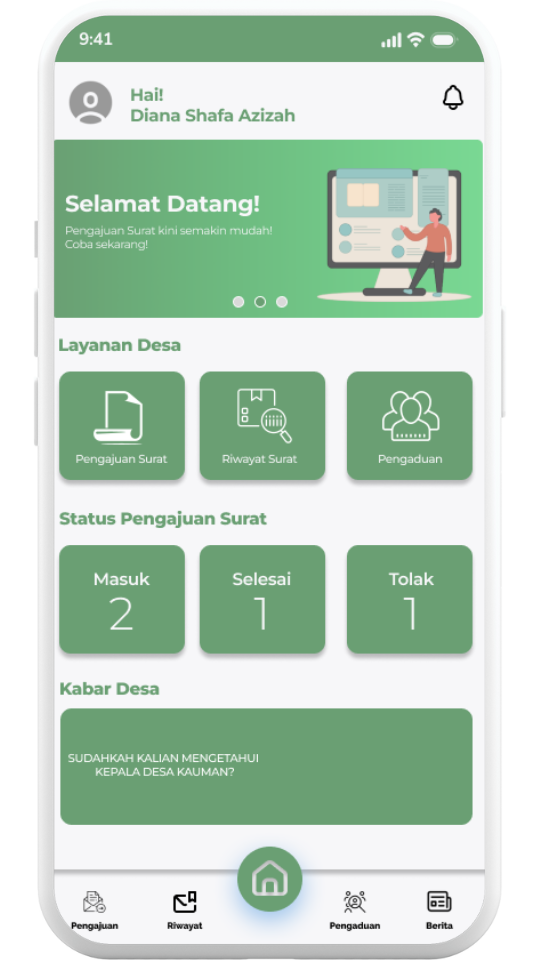 9:41
Hai!
Diana Shafa Azizah
Selamat Datang!
Pengajuan Surat kini semakin mudah!
Coba sekarang!
Layanan Desa
Pengajuan Surat
Riwayat Surat
Pengaduan
Status Pengajuan Surat
Masuk
2
Selesai
1
Tolak
1
Kabar Desa
SUDAHKAH KALIAN MENGETAHUI
KEPALA DESA KAUMAN?
Pengajuan
Riwayat
Pengaduan
Berita